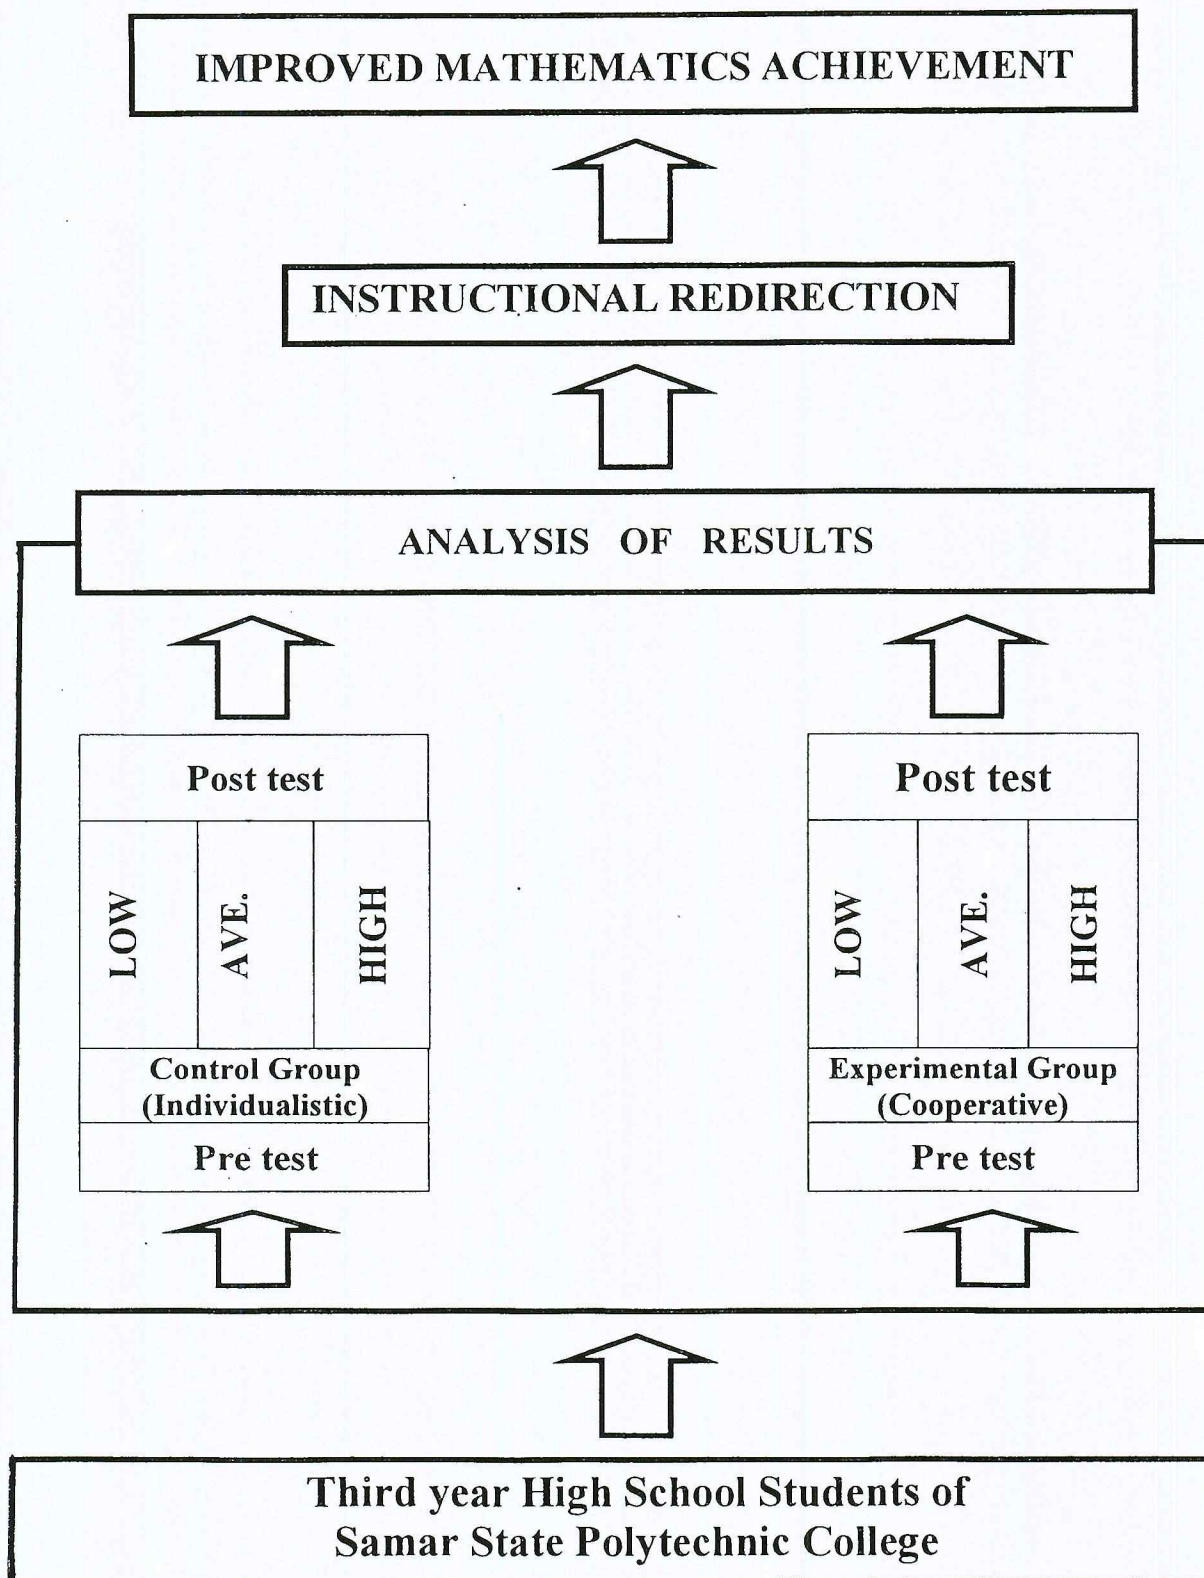 IMPROVED MATHEMATICS ACHIEVEMENT
INSTRUCTIONAL REDIRECTION
ANALYSIS OF RESULTS
Post test
LOW
AVE.
HIGH
Control Group
(Individualistic)
Pre test
Post test
LOW
AVE.
HIGH
Experimental Group
(Cooperative)
Pre test
Third year High School Students of
Samar State Polytechnic College